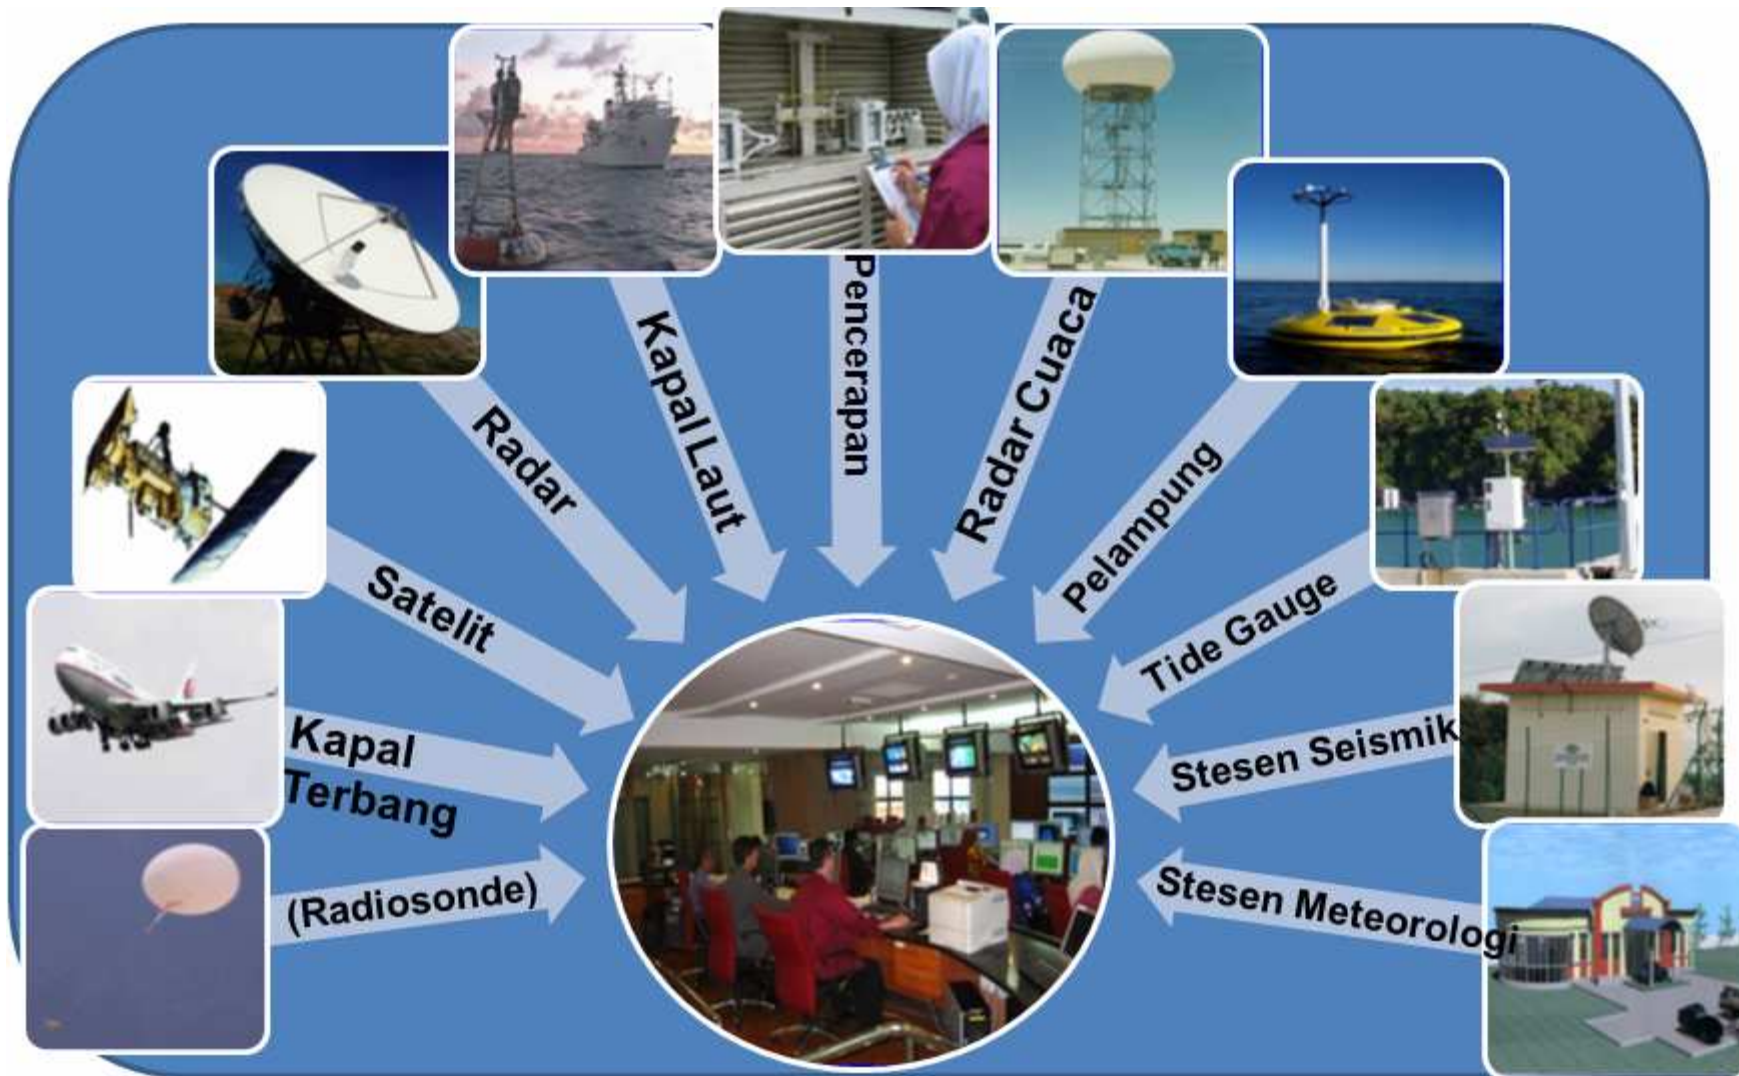 (Radiosonde)
Kapal
Terbang
Satelit
Radar
Kapal Laut
Pencerapan
Radar Cuaca
Pelampung
Tide Gauge
Stesen Seismik
Stesen Meteorologi